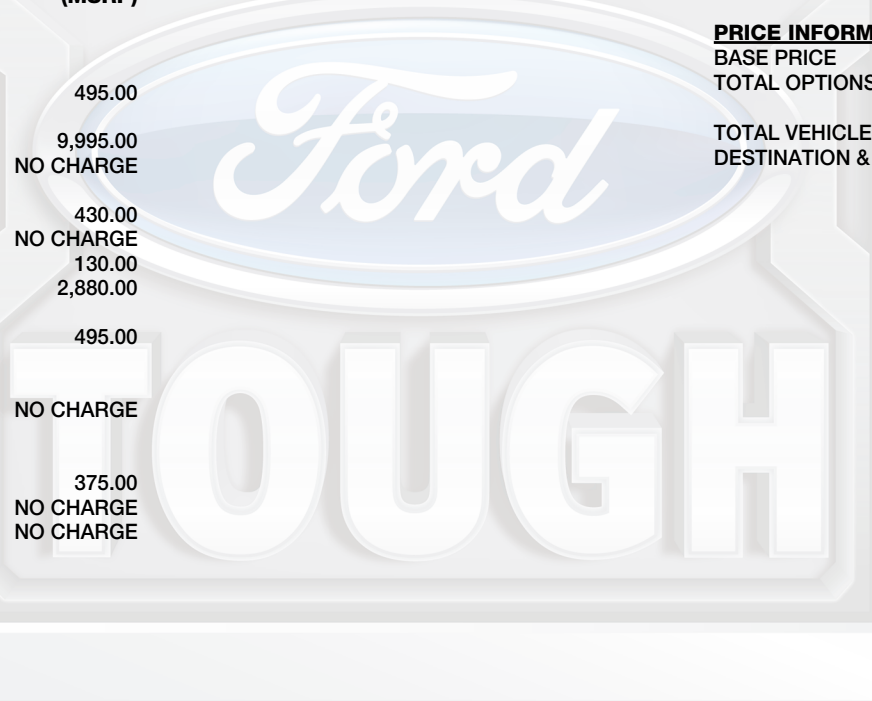 (MSRP)
495.00
9,995.00
NO CHARGE
430.00
NO CHARGE
130.00
2,880.00
495.00
NO CHARGE
375.00
NO CHARGE
NO CHARGE
PRICE INFORM
BASE PRICE
TOTAL OPTIONS
TOTAL VEHICLE
DESTINATION &
Ford
TOUGH